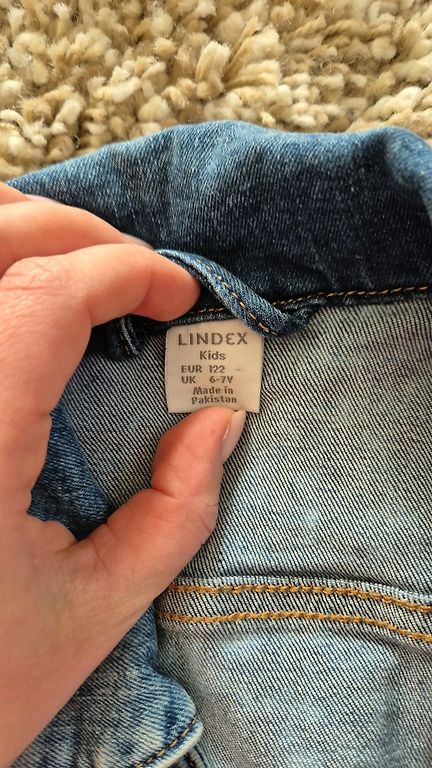 LINDEX
Kids
EUR 122
UK 6-7Y
Made in
Pakistan